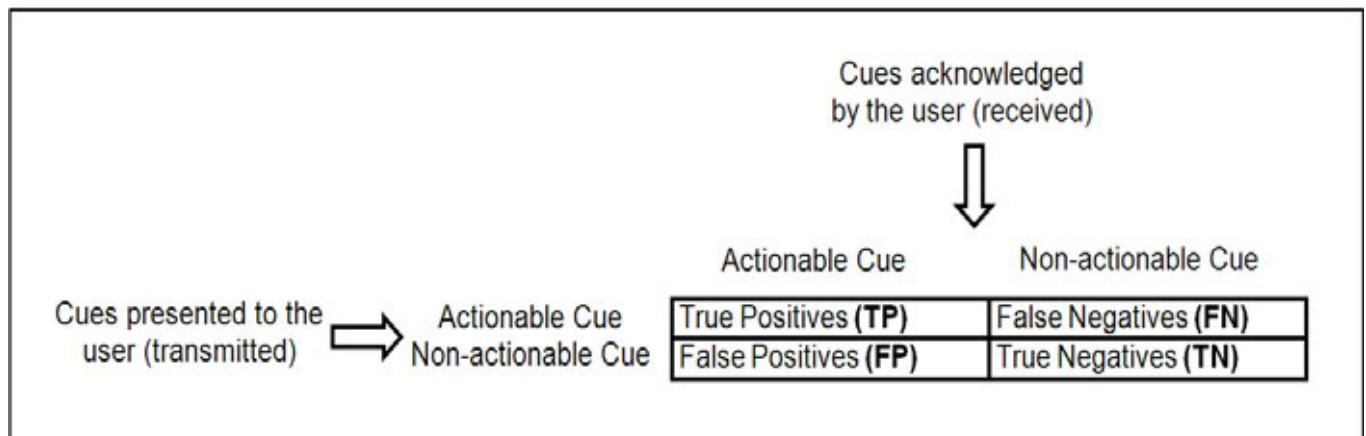 Cues acknowledged
by the user (received)
Actionable Cue Non-actionable Cue
Cues presented to the
user (transmitted)
Actionable Cue
Non-actionable Cue
True Positives (TP) False Negatives (FN)
False Positives (FP) True Negatives (TN)